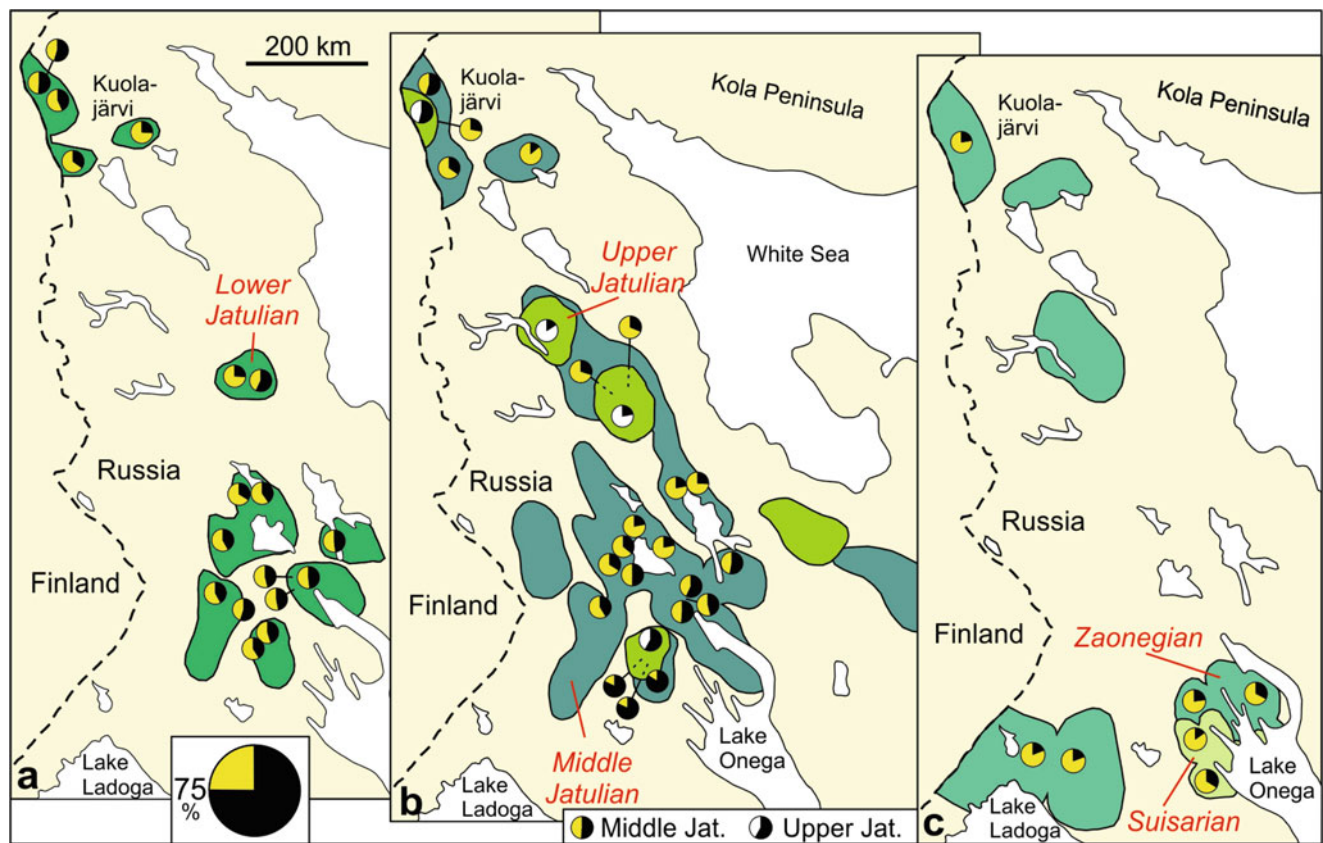 200 km
Kuola-
järvi
Lower
Jatulian
Russia
Finland
Lake
Ladoga
a
75
%
Kuola-
järvi
Kola Peninsula
White Sea
Upper
Jatulian
Russia
Finland
Middle
Jatulian
Lake
Onega
Lake
Ladoga
b
Middle Jat.
Upper Jat.
Kuola-
järvi
Kola Peninsula
Russia
Finland
Zaonegian
Suisarian
Lake
Onega
Lake
Ladoga
c